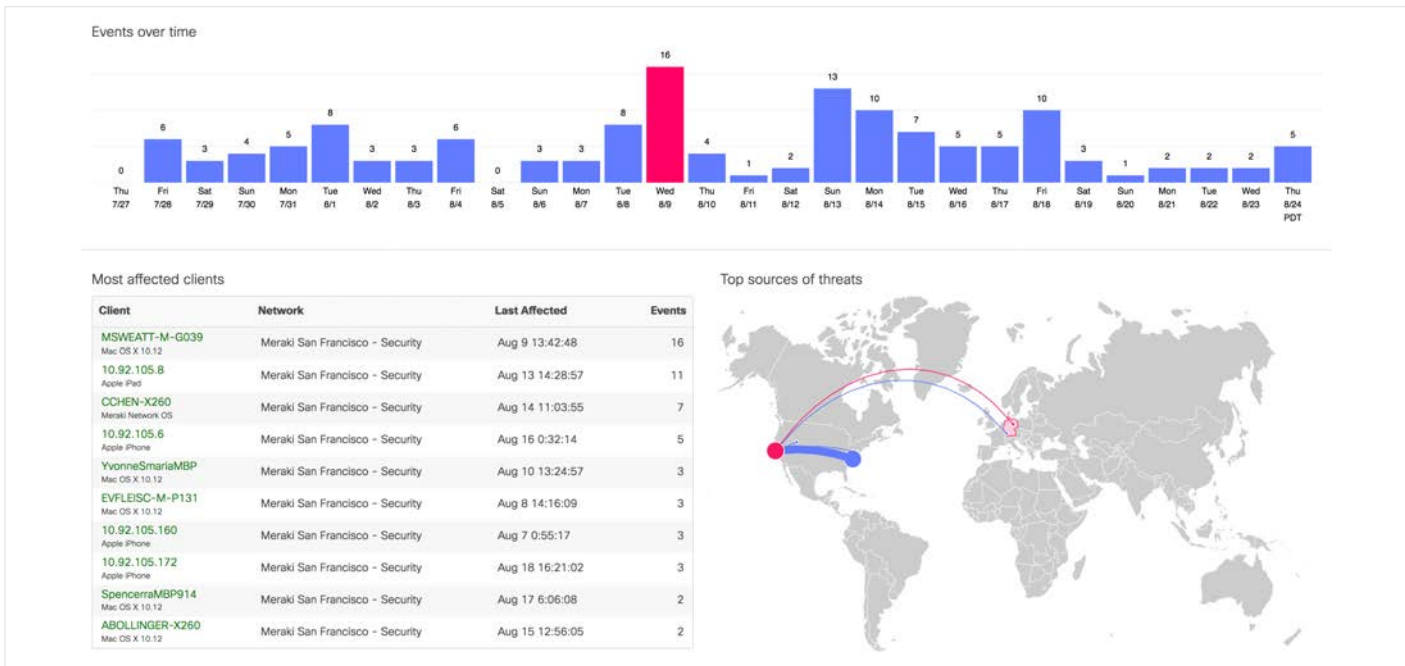 Events over time
16
13
10
10
8
8
7
6
6
5
5
5
5
4
4
3
3
3
3
3
3
2
2
2
2
1
1
0
0
Thu Fri Sat Sun Mon Tue Wed Thu Fri Sat Sun Mon Tue Wed Thu Fri Sat Sun Mon Tue Wed Thu Fri Sat Sun Mon Tue Wed Thu
7/27 7/28 7/29 7/30 7/31 8/1 8/2 8/3 8/4 8/5 8/6 8/7 8/8 8/9 8/10 8/11 8/12 8/13 8/14 8/15 8/16 8/17 8/18 8/19 8/20 8/21 8/22 8/23 8/24
PDT
Most affected clients
Top sources of threats
Client Network Last Affected Events
MSWEATT-M-G039
Mac OS X 10.12
Meraki San Francisco - Security Aug 9 13:42:48 16
10.92.105.8
Apple iPad
Meraki San Francisco - Security Aug 13 14:28:57 11
CCHEN-X260
Meraki Network OS
Meraki San Francisco - Security Aug 14 11:03:55 7
10.92.105.6
Apple iPhone
Meraki San Francisco - Security Aug 16 0:32:14 5
YvonneSmariaMBP
Mac OS X 10.12
Meraki San Francisco - Security Aug 10 13:24:57 3
EVFLEISC-M-P131
Mac OS X 10.12
Meraki San Francisco - Security Aug 8 14:16:09 3
10.92.105.160
Apple iPhone
Meraki San Francisco - Security Aug 7 0:55:17 3
10.92.105.172
Apple iPhone
Meraki San Francisco - Security Aug 18 16:21:02 3
SpencerraMBP914
Mac OS X 10.12
Meraki San Francisco - Security Aug 17 6:06:08 2
ABOLLINGER-X260
Mac OS X 10.12
Meraki San Francisco - Security Aug 15 12:56:05 2